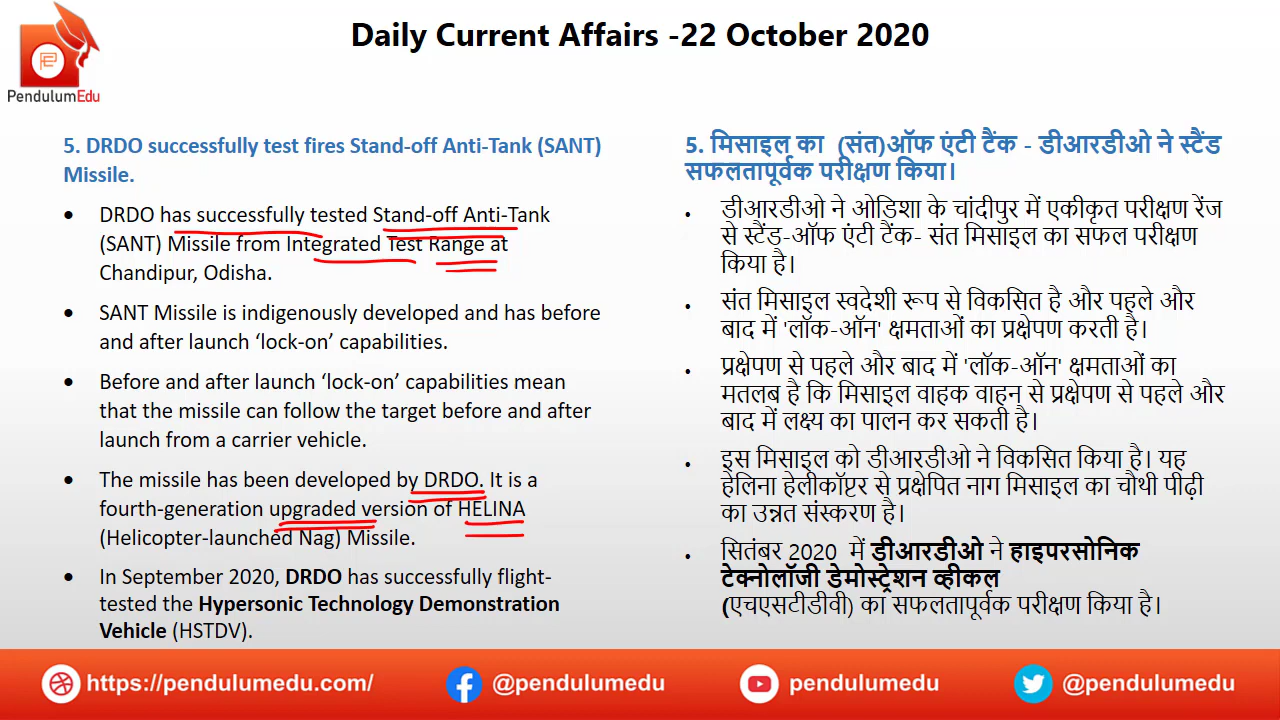 Daily Current Affairs -22 October 2020
PendulumEdu
5. DRDO successfully test fires Stand-off Anti-Tank (SANT)
Missile.
• DRDO has successfully tested Stand-off Anti-Tank
(SANT) Missile from Integrated Test Range at
Chandipur, Odisha.
• SANT Missile is indigenously developed and has before
and after launch ‘lock-on’ capabilities.
• Before and after launch ‘lock-on’ capabilities mean
that the missile can follow the target before and after
launch from a carrier vehicle.
• The missile has been developed by DRDO. It is a
fourth-generation upgraded version of HELINA
(Helicopter-launched Nag) Missile.
• In September 2020, DRDO has successfully flight-
tested the Hypersonic Technology Demonstration
Vehicle (HSTDV).
5. मिसाइल का (संत)ऑफ एंटी टैंक - डीआरडीओ ने स्टैंड
सफलतापूर्वक परीक्षण किया।
• डीआरडीओ ने ओडिशा के चांदीपुर में एकीकृत परीक्षण रेंज
से स्टैंड-ऑफ एंटी टैंक- संत मिसाइल का सफल परीक्षण
किया है।
• संत मिसाइल स्वदेशी रूप से विकसित है और पहले और
बाद में 'लॉक-ऑन' क्षमताओं का प्रक्षेपण करती है।
• प्रक्षेपण से पहले और बाद में 'लॉक-ऑन' क्षमताओं का
मतलब है कि मिसाइल वाहक वाहन से प्रक्षेपण से पहले और
बाद में लक्ष्य का पालन कर सकती है।
• इस मिसाइल को डीआरडीओ ने विकसित किया है। यह
हेलिना हेलीकॉप्टर से प्रक्षेपित नाग मिसाइल का चौथी पीढ़ी
का उन्नत संस्करण है।
• सितंबर 2020 में डीआरडीओ ने हाइपरसोनिक
टेक्नोलॉजी डेमोस्ट्रेशन व्हीकल
(एचएसटीडीवी) का सफलतापूर्वक परीक्षण किया है।
https://pendulumedu.com/
@pendulumedu
pendulumedu
@pendulumedu